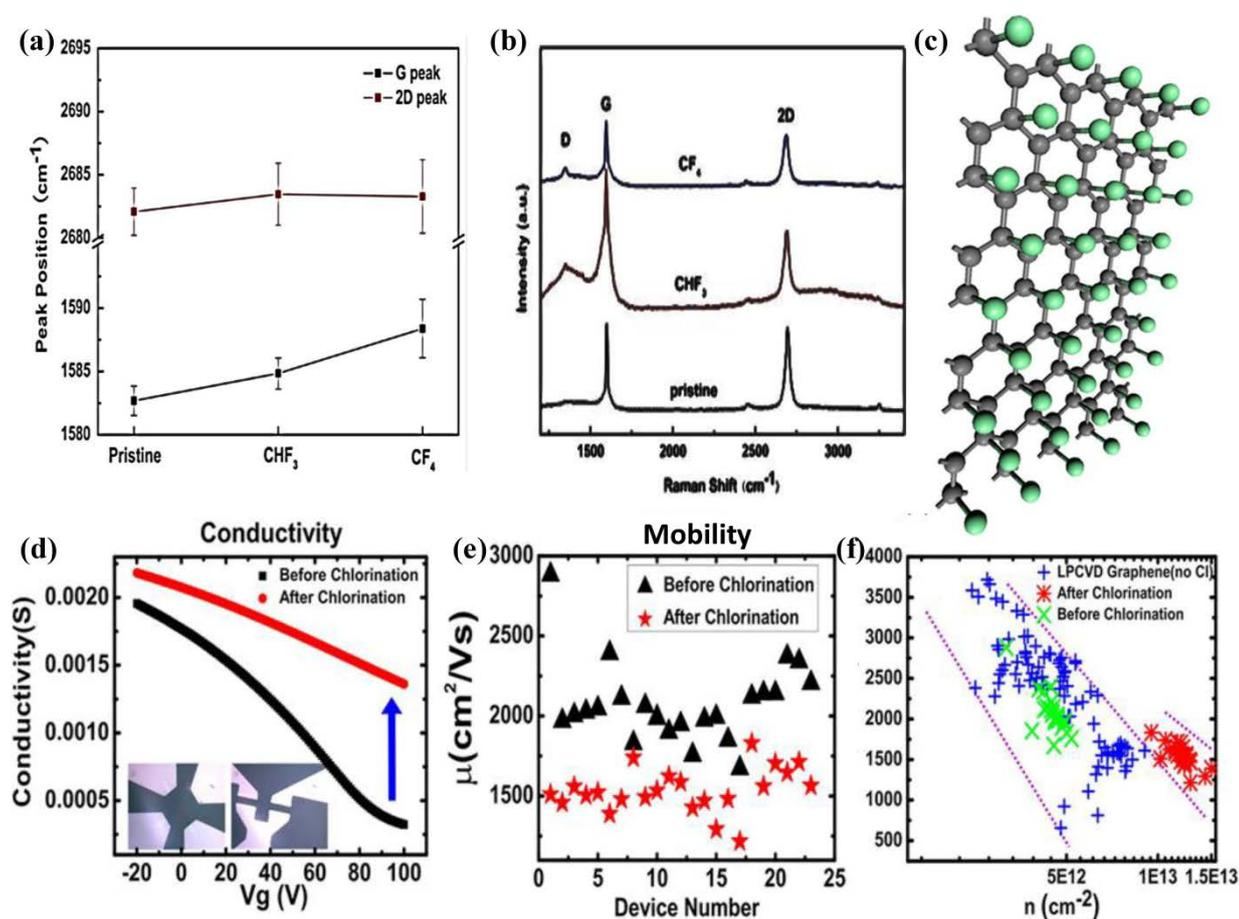 (a)
2695
2690
2685
2680
1590
1585
1580
Peak Position (cm⁻¹)
G peak
2D peak
Pristine
CHF₃
CF₄
(b)
D
G
2D
CF₄
CHF₃
pristine
Intensity (a.u.)
1500
2000
2500
3000
Raman Shift (cm⁻¹)
(c)
(d)
Conductivity
Before Chlorination
After Chlorination
0.0020
0.0015
0.0010
0.0005
Conductivity(S)
-20 0 20 40 60 80 100
Vg (V)
(e)
Mobility
3000
2500
2000
1500
μ(cm²/Vs)
Before Chlorination
After Chlorination
0 5 10 15 20 25
Device Number
(f)
4000
3500
3000
2500
2000
1500
1000
500
LPCVD Graphene(no Cl)
After Chlorination
Before Chlorination
5E12 1E13 1.5E13
n (cm⁻²)